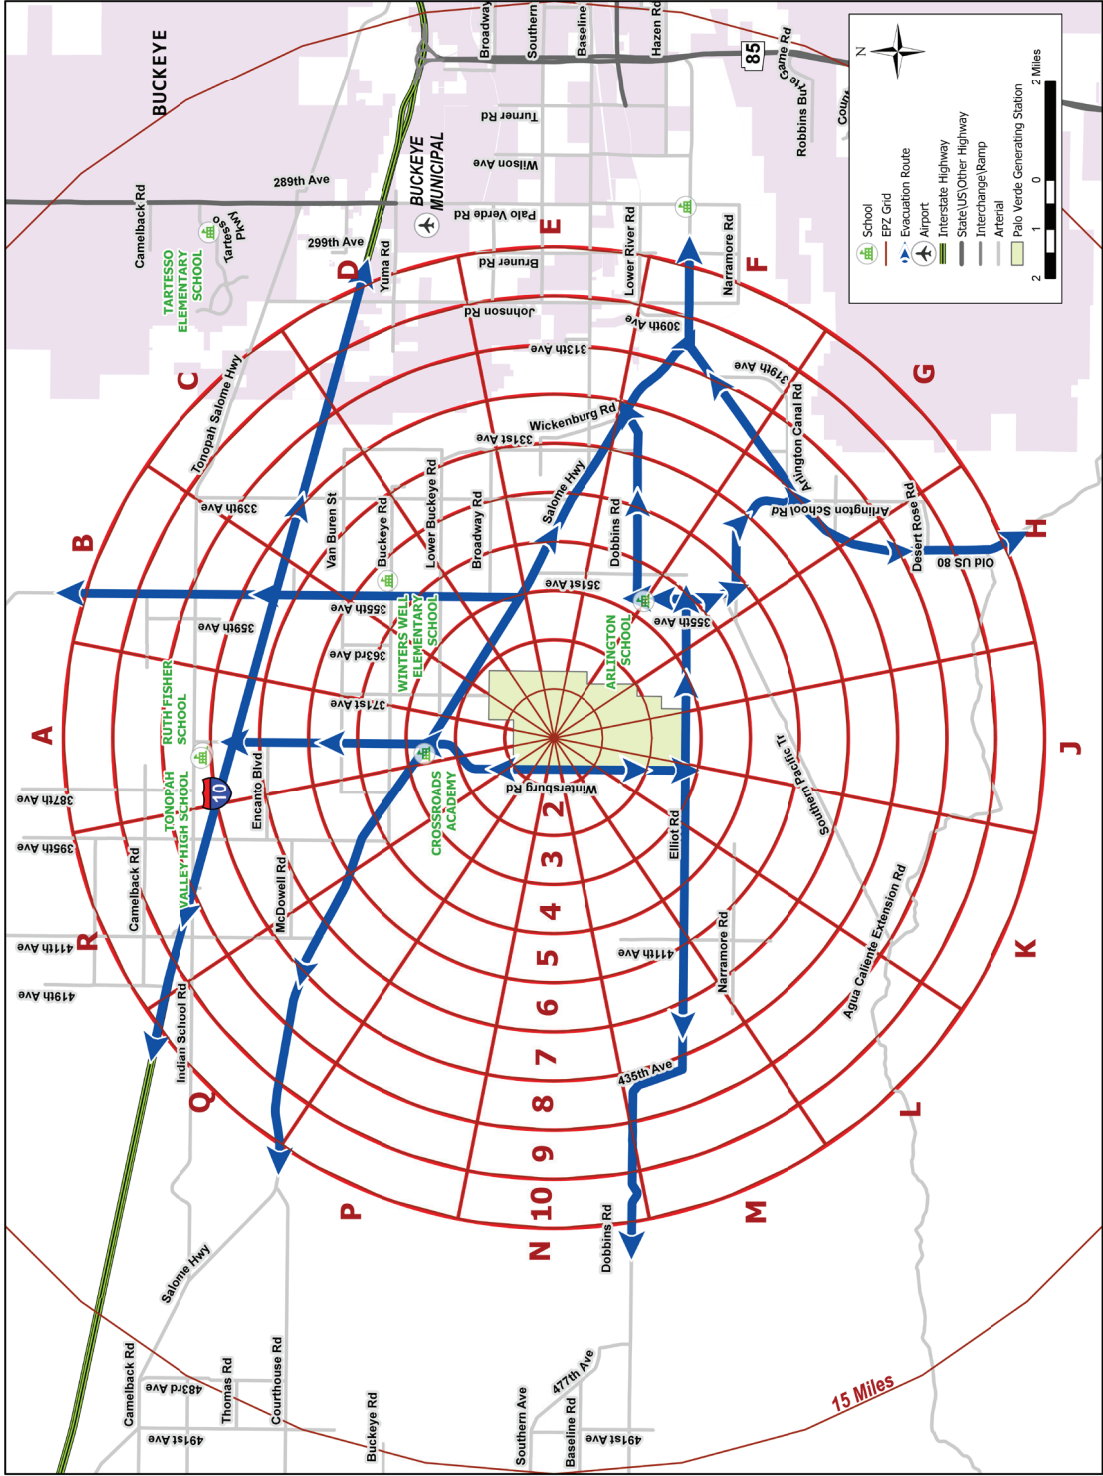 BUCKEYE
Broadway
Southern
Baseline
Hazen Rd
85
Game Rd
Robbins But
Coun
Turner Rd
Wilson Ave
BUCKEYE
MUNICIPAL
289th Ave
Camelback Rd
Palo Verde Rd
Tartesso
Pkwy
TARTESSO
ELEMENTARY
SCHOOL
299th Ave
Yuma Rd
Bruner Rd
Lower River Rd
Narramore Rd
Johnson Rd
309th Ave
313th Ave
319th Ave
Tonopah Salome Hwy
Wickenburg Rd
331st Ave
Arlington Canal Rd
339th Ave
Van Buren St
Buckeye Rd
Lower Buckeye Rd
Broadway Rd
Salome Hwy
Dobbins Rd
Arlington School Rd
Desert Rose Rd
Old US 80
351st Ave
355th Ave
355th Ave
359th Ave
363rd Ave
371st Ave
WINTERS WELL
ELEMENTARY
SCHOOL
ARLINGTON
SCHOOL
RUTH FISHER
SCHOOL
TONOPAH
VALLEY HIGH SCHOOL
CROSSROADS
ACADEMY
10
Encanto Blvd
McDowell Rd
Wintersburg Rd
Elliot Rd
Southern Pacific Tr
387th Ave
395th Ave
Camelback Rd
411th Ave
411th Ave
419th Ave
Indian School Rd
Narramore Rd
Agua Caliente Extension Rd
435th Ave
Dobbins Rd
Salome Hwy
Camelback Rd
483rd Ave
Thomas Rd
Courthouse Rd
491st Ave
Buckeye Rd
Southern Ave
477th Ave
Baseline Rd
491st Ave
15 Miles
A
B
C
D
E
F
G
H
J
K
L
M
N
P
Q
R
2
3
4
5
6
7
8
9
10
N
School
EPZ Grid
Evacuation Route
Airport
Interstate Highway
State\US\Other Highway
Interchange\Ramp
Arterial
Palo Verde Generating Station
2 1 0 2 Miles